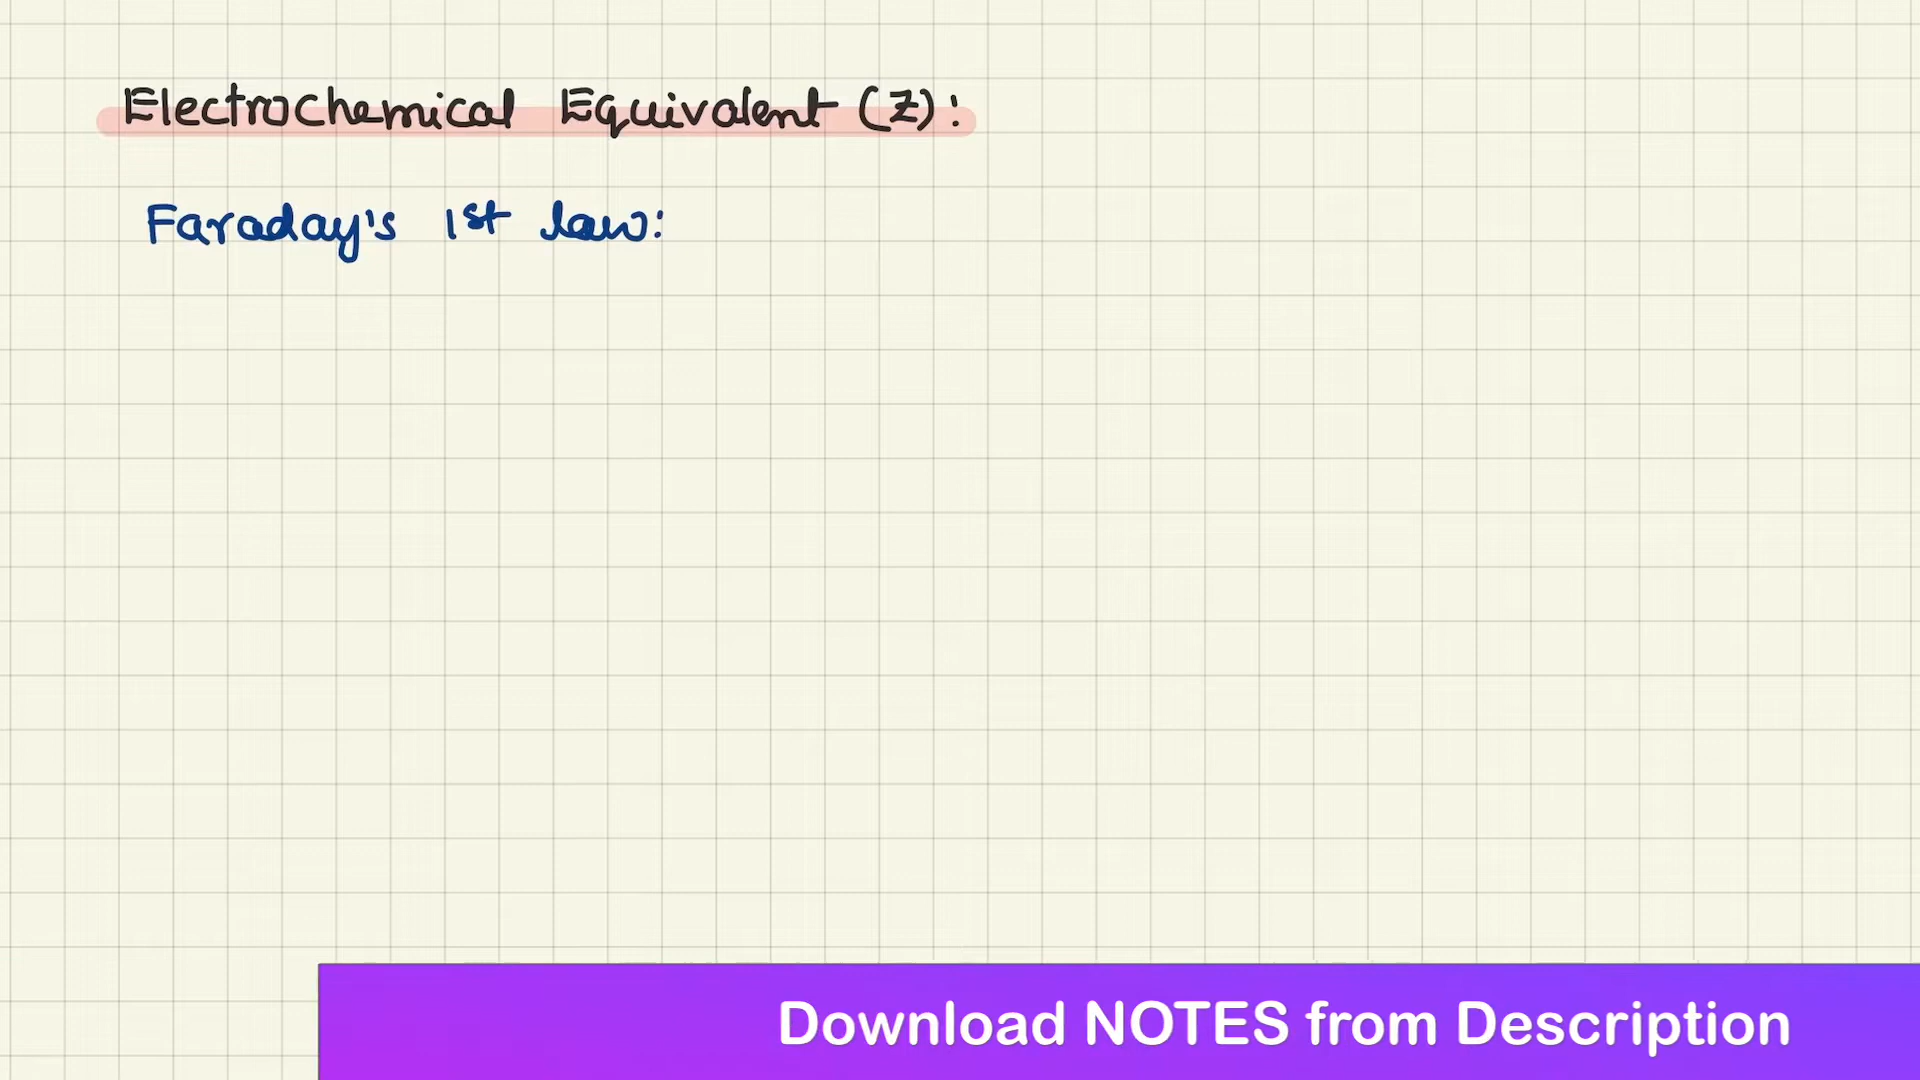 Electrochemical Equivalent (Z):
Faraday's 1st law:
Download NOTES from Description